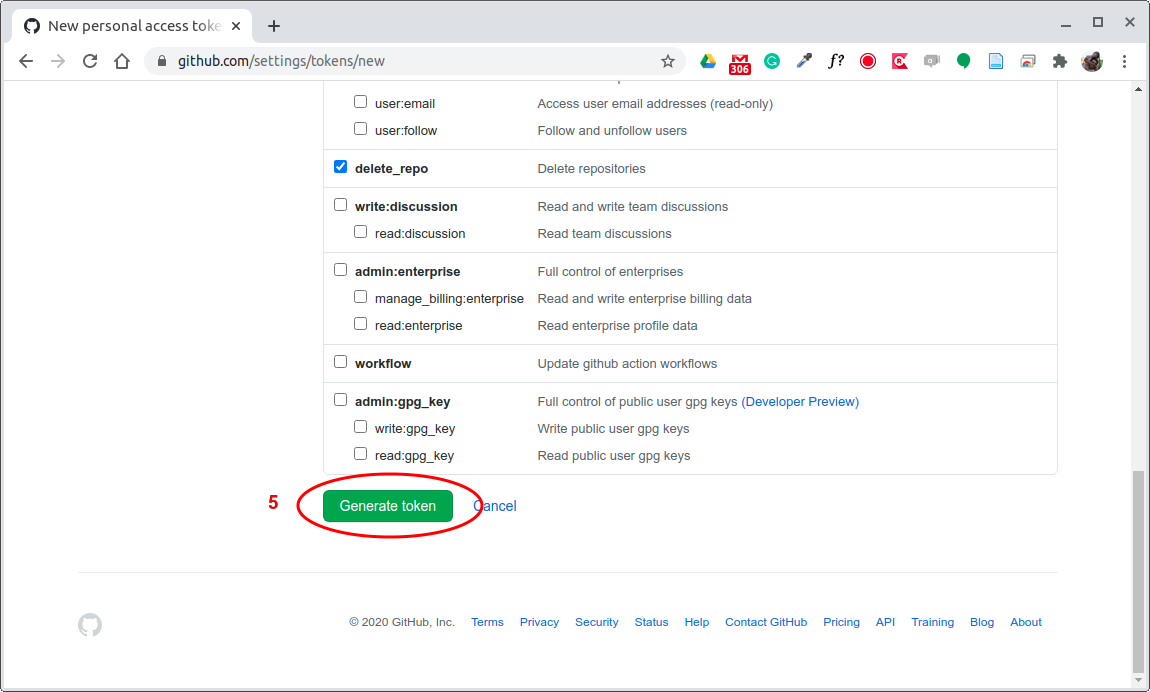 New personal access toke
github.com/settings/tokens/new
f?
306
user:email Access user email addresses (read-only)
user:follow Follow and unfollow users
delete_repo Delete repositories
write:discussion Read and write team discussions
read:discussion Read team discussions
admin:enterprise Full control of enterprises
manage_billing:enterprise Read and write enterprise billing data
read:enterprise Read enterprise profile data
workflow Update github action workflows
admin:gpg_key Full control of public user gpg keys (Developer Preview)
write:gpg_key Write public user gpg keys
read:gpg_key Read public user gpg keys
5 Generate token Cancel
© 2020 GitHub, Inc. Terms Privacy Security Status Help Contact GitHub Pricing API Training Blog About